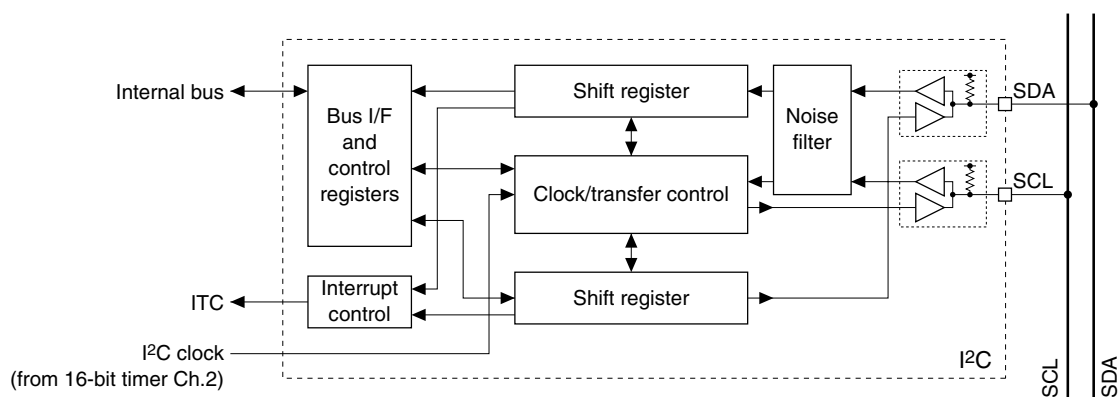 Internal bus
Bus I/F
and
control
registers
Shift register
Noise
filter
SDA
Clock/transfer control
SCL
Shift register
Interrupt
control
ITC
I²C clock
(from 16-bit timer Ch.2)
I²C
SCL
SDA